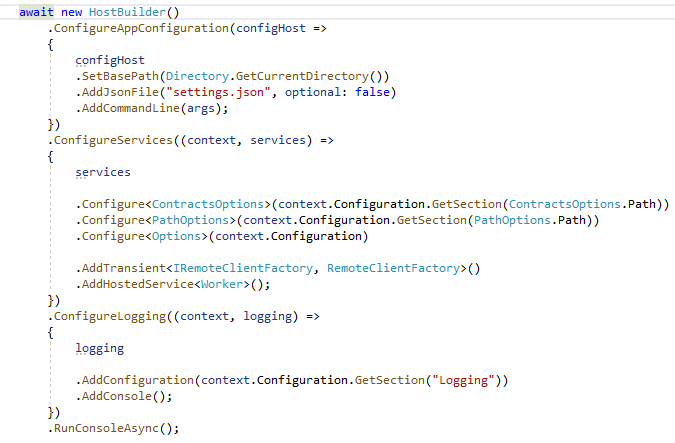 await new HostBuilder()
.ConfigureAppConfiguration(configHost =>
{
configHost
.SetBasePath(Directory.GetCurrentDirectory())
.AddJsonFile("settings.json", optional: false)
.AddCommandLine(args);
})
.ConfigureServices((context, services) =>
{
services
.Configure<ContractsOptions>(context.Configuration.GetSection(ContractsOptions.Path))
.Configure<PathOptions>(context.Configuration.GetSection(PathOptions.Path))
.Configure<Options>(context.Configuration)
.AddTransient<IRemoteClientFactory, RemoteClientFactory>()
.AddHostedService<Worker>();
})
.ConfigureLogging((context, logging) =>
{
logging
.AddConfiguration(context.Configuration.GetSection("Logging"))
.AddConsole();
})
.RunConsoleAsync();